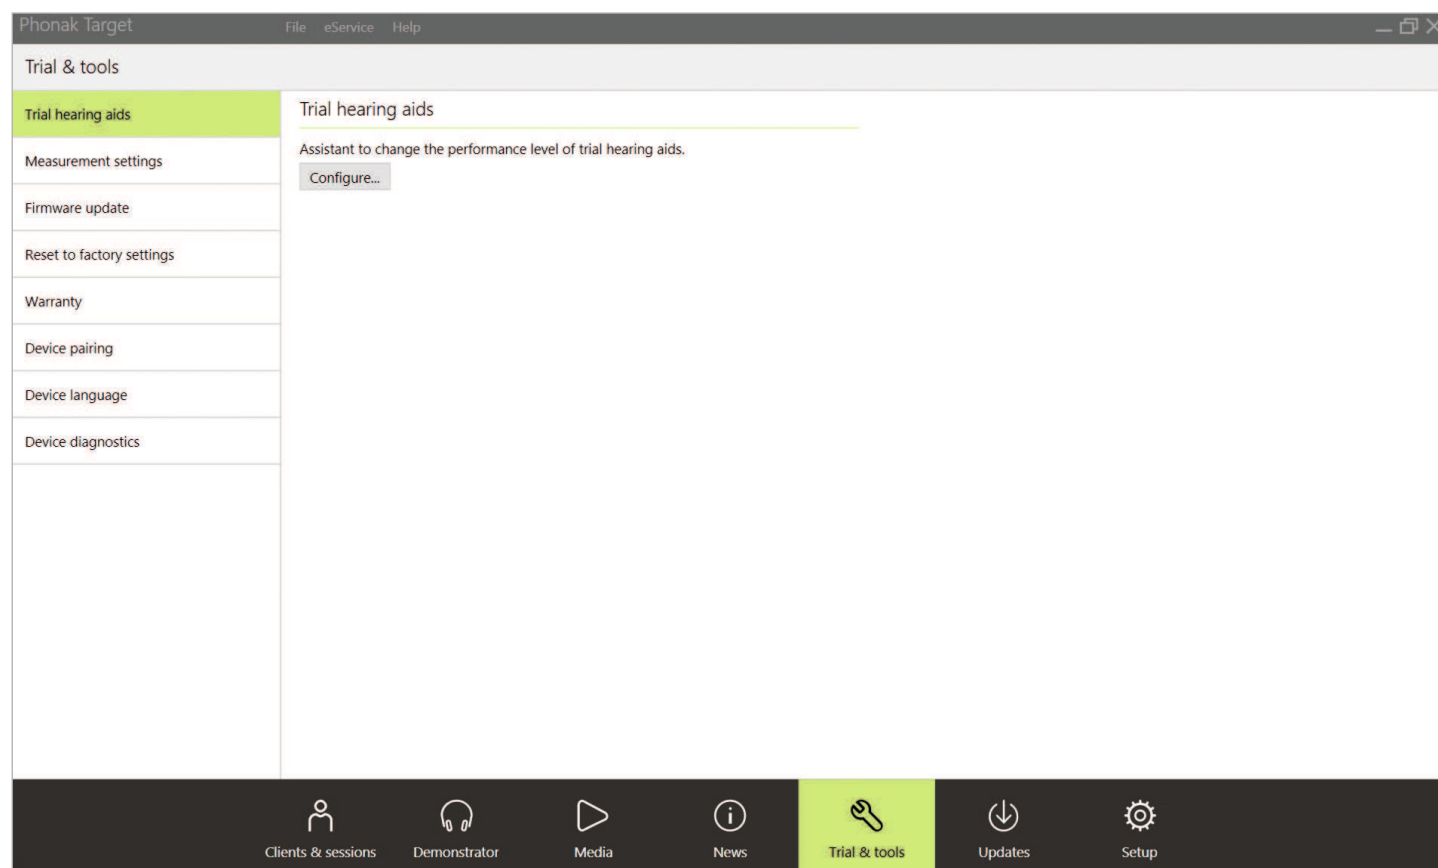 Phonak Target
File eService Help
Trial & tools
Trial hearing aids
Measurement settings
Firmware update
Reset to factory settings
Warranty
Device pairing
Device language
Device diagnostics
Trial hearing aids
Assistant to change the performance level of trial hearing aids.
Configure...
Clients & sessions
Demonstrator
Media
News
Trial & tools
Updates
Setup